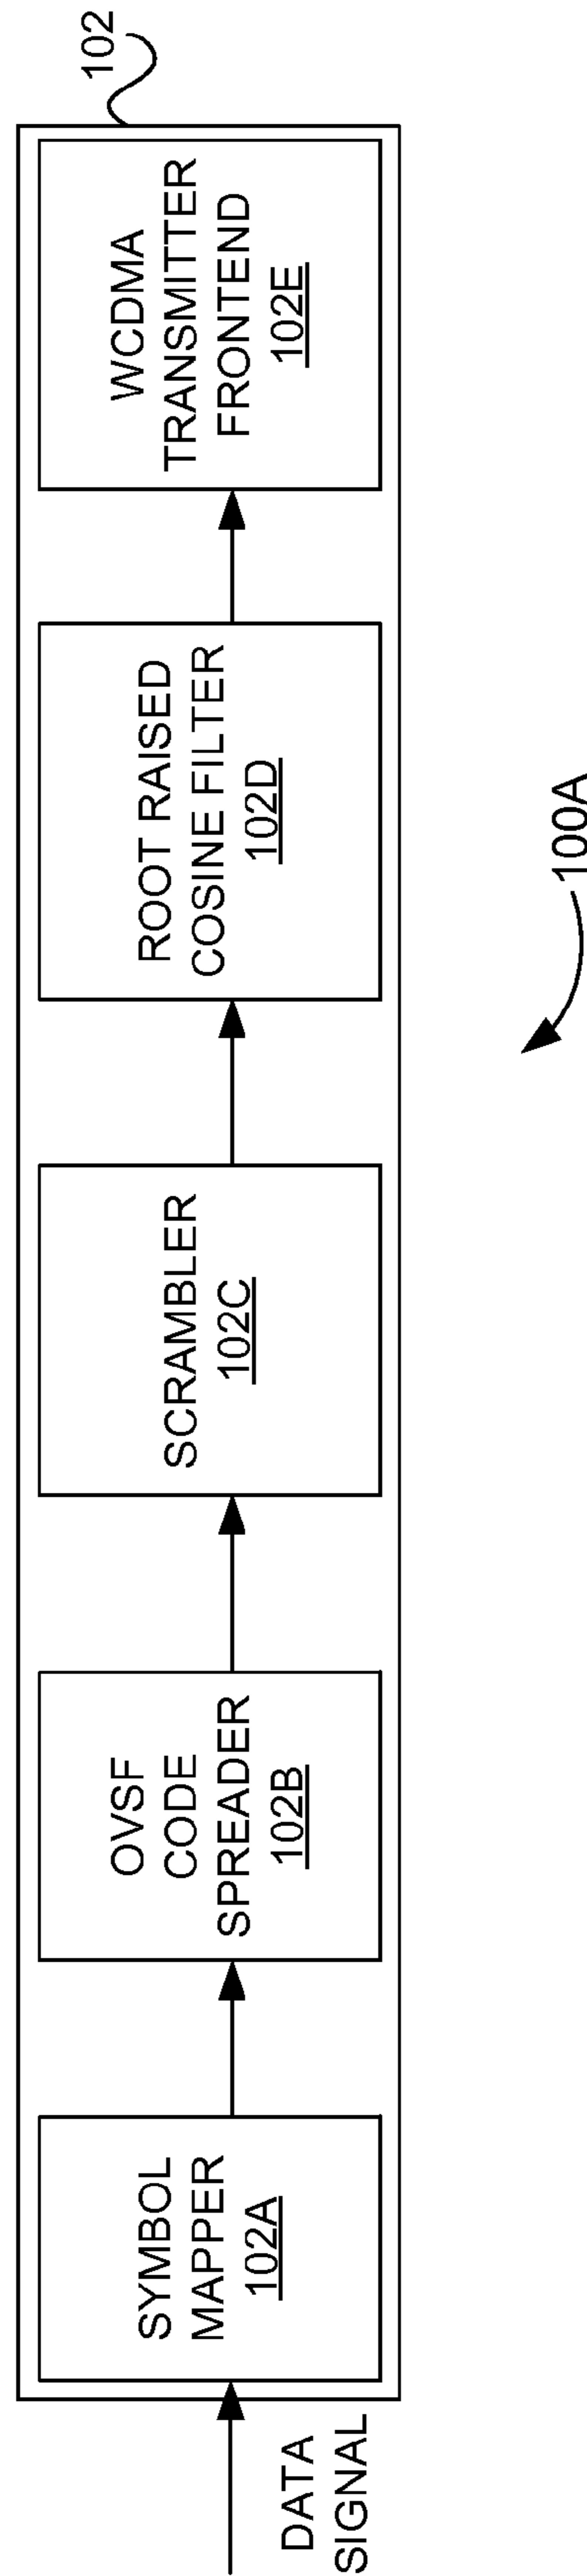 DATA
SIGNAL
SYMBOL
MAPPER
102A
OVSF
CODE
SPREADER
102B
SCRAMBLER
102C
ROOT RAISED
COSINE FILTER
102D
WCDMA
TRANSMITTER
FRONTEND
102E
102
100A